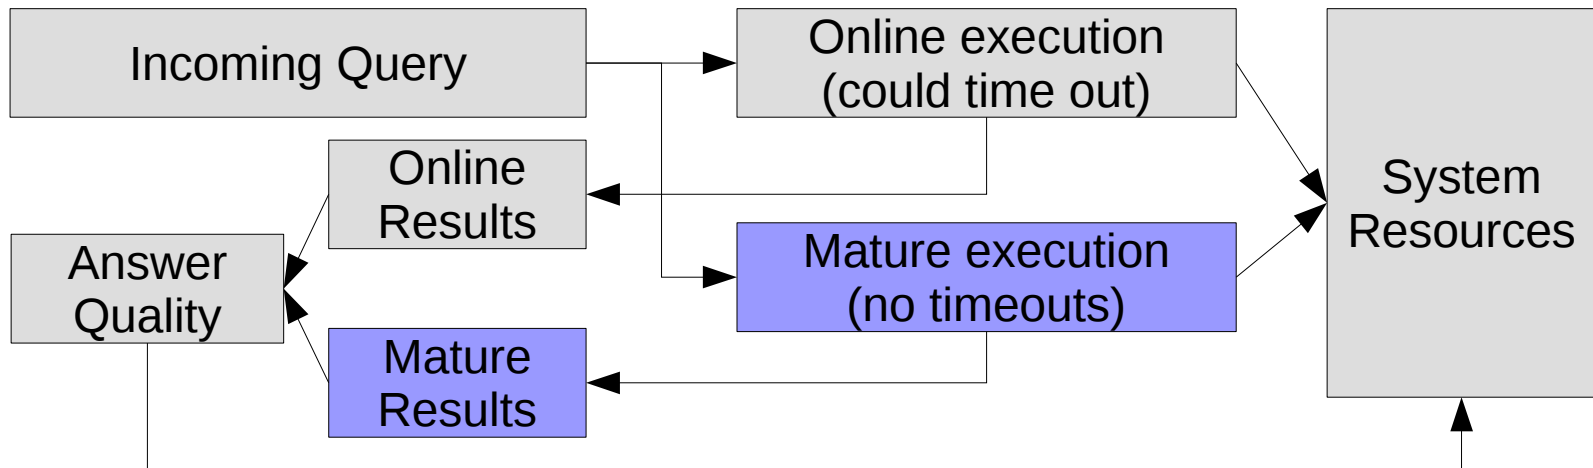 Incoming Query
Online execution
(could time out)
System
Resources
Online
Results
Mature execution
(no timeouts)
Answer
Quality
Mature
Results